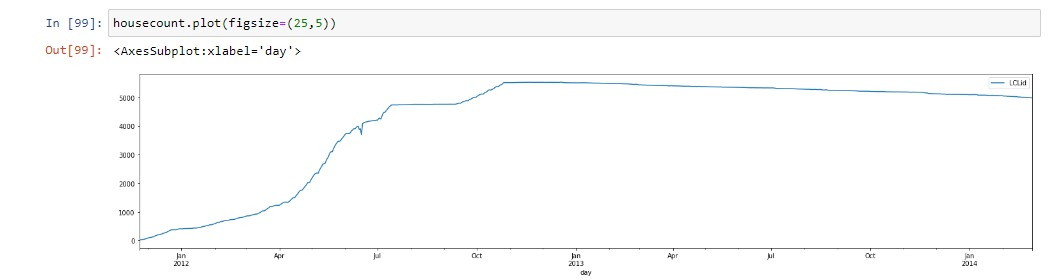 In [99]: housecount.plot(figsize=(25,5))
Out[99]: <AxesSubplot:xlabel='day'>
LCLid
5000
4000
3000
2000
1000
0
Jan Apr Jul Oct Jan Apr Jul Oct Jan
2012 2013 2014
day